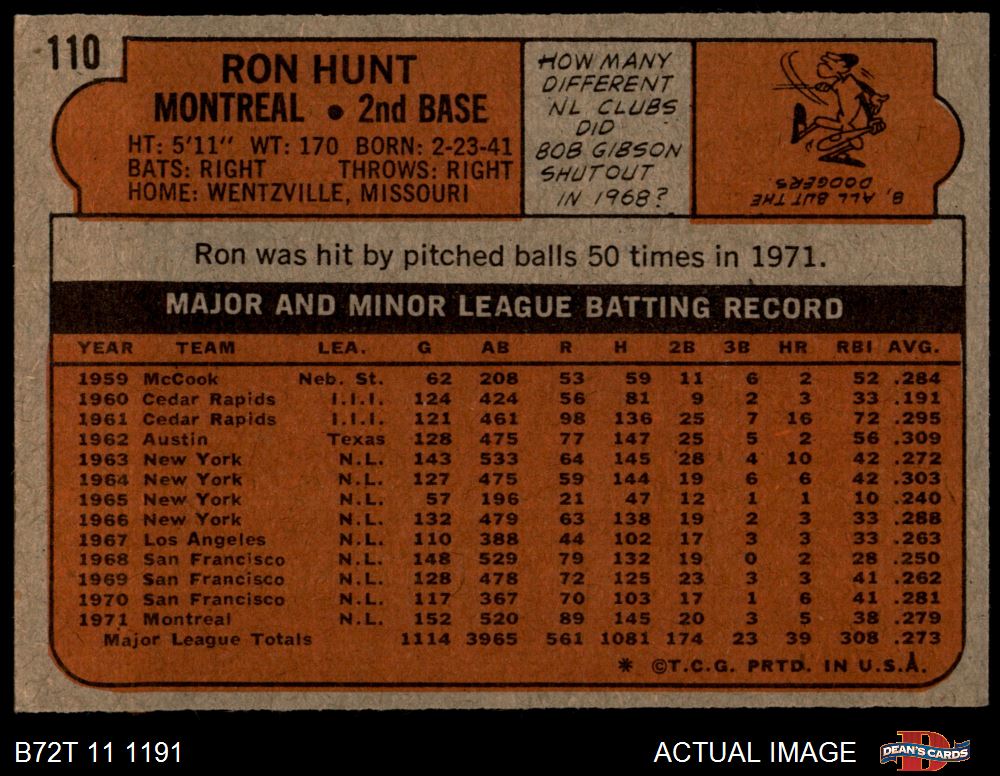 110
RON HUNT
MONTREAL • 2nd BASE
HT: 5'11" WT: 170 BORN: 2-23-41
BATS: RIGHT THROWS: RIGHT
HOME: WENTZVILLE, MISSOURI
HOW MANY
DIFFERENT
NL CLUBS
DID
BOB GIBSON
SHUTOUT
IN 1968?
8, ALL BUT THE
DODGERS.
Ron was hit by pitched balls 50 times in 1971.
MAJOR AND MINOR LEAGUE BATTING RECORD
YEAR TEAM LEA. G AB R H 2B 3B HR RBI AVG.
1959 McCook Neb. St. 62 208 53 59 11 6 2 52 .284
1960 Cedar Rapids I.I.I. 124 424 56 81 9 2 3 33 .191
1961 Cedar Rapids I.I.I. 121 461 98 136 25 7 16 72 .295
1962 Austin Texas 128 475 77 147 25 5 2 56 .309
1963 New York N.L. 143 533 64 145 28 4 10 42 .272
1964 New York N.L. 127 475 59 144 19 6 6 42 .303
1965 New York N.L. 57 196 21 47 12 1 1 10 .240
1966 New York N.L. 132 479 63 138 19 2 3 33 .288
1967 Los Angeles N.L. 110 388 44 102 17 3 3 33 .263
1968 San Francisco N.L. 148 529 79 132 19 0 2 28 .250
1969 San Francisco N.L. 128 478 72 125 23 3 3 41 .262
1970 San Francisco N.L. 117 367 70 103 17 1 6 41 .281
1971 Montreal N.L. 152 520 89 145 20 3 5 38 .279
Major League Totals 1114 3965 561 1081 174 23 39 308 .273
* ©T.C.G. PRTD. IN U.S.A.
B72T 11 1191
ACTUAL IMAGE
DEAN'S CARDS